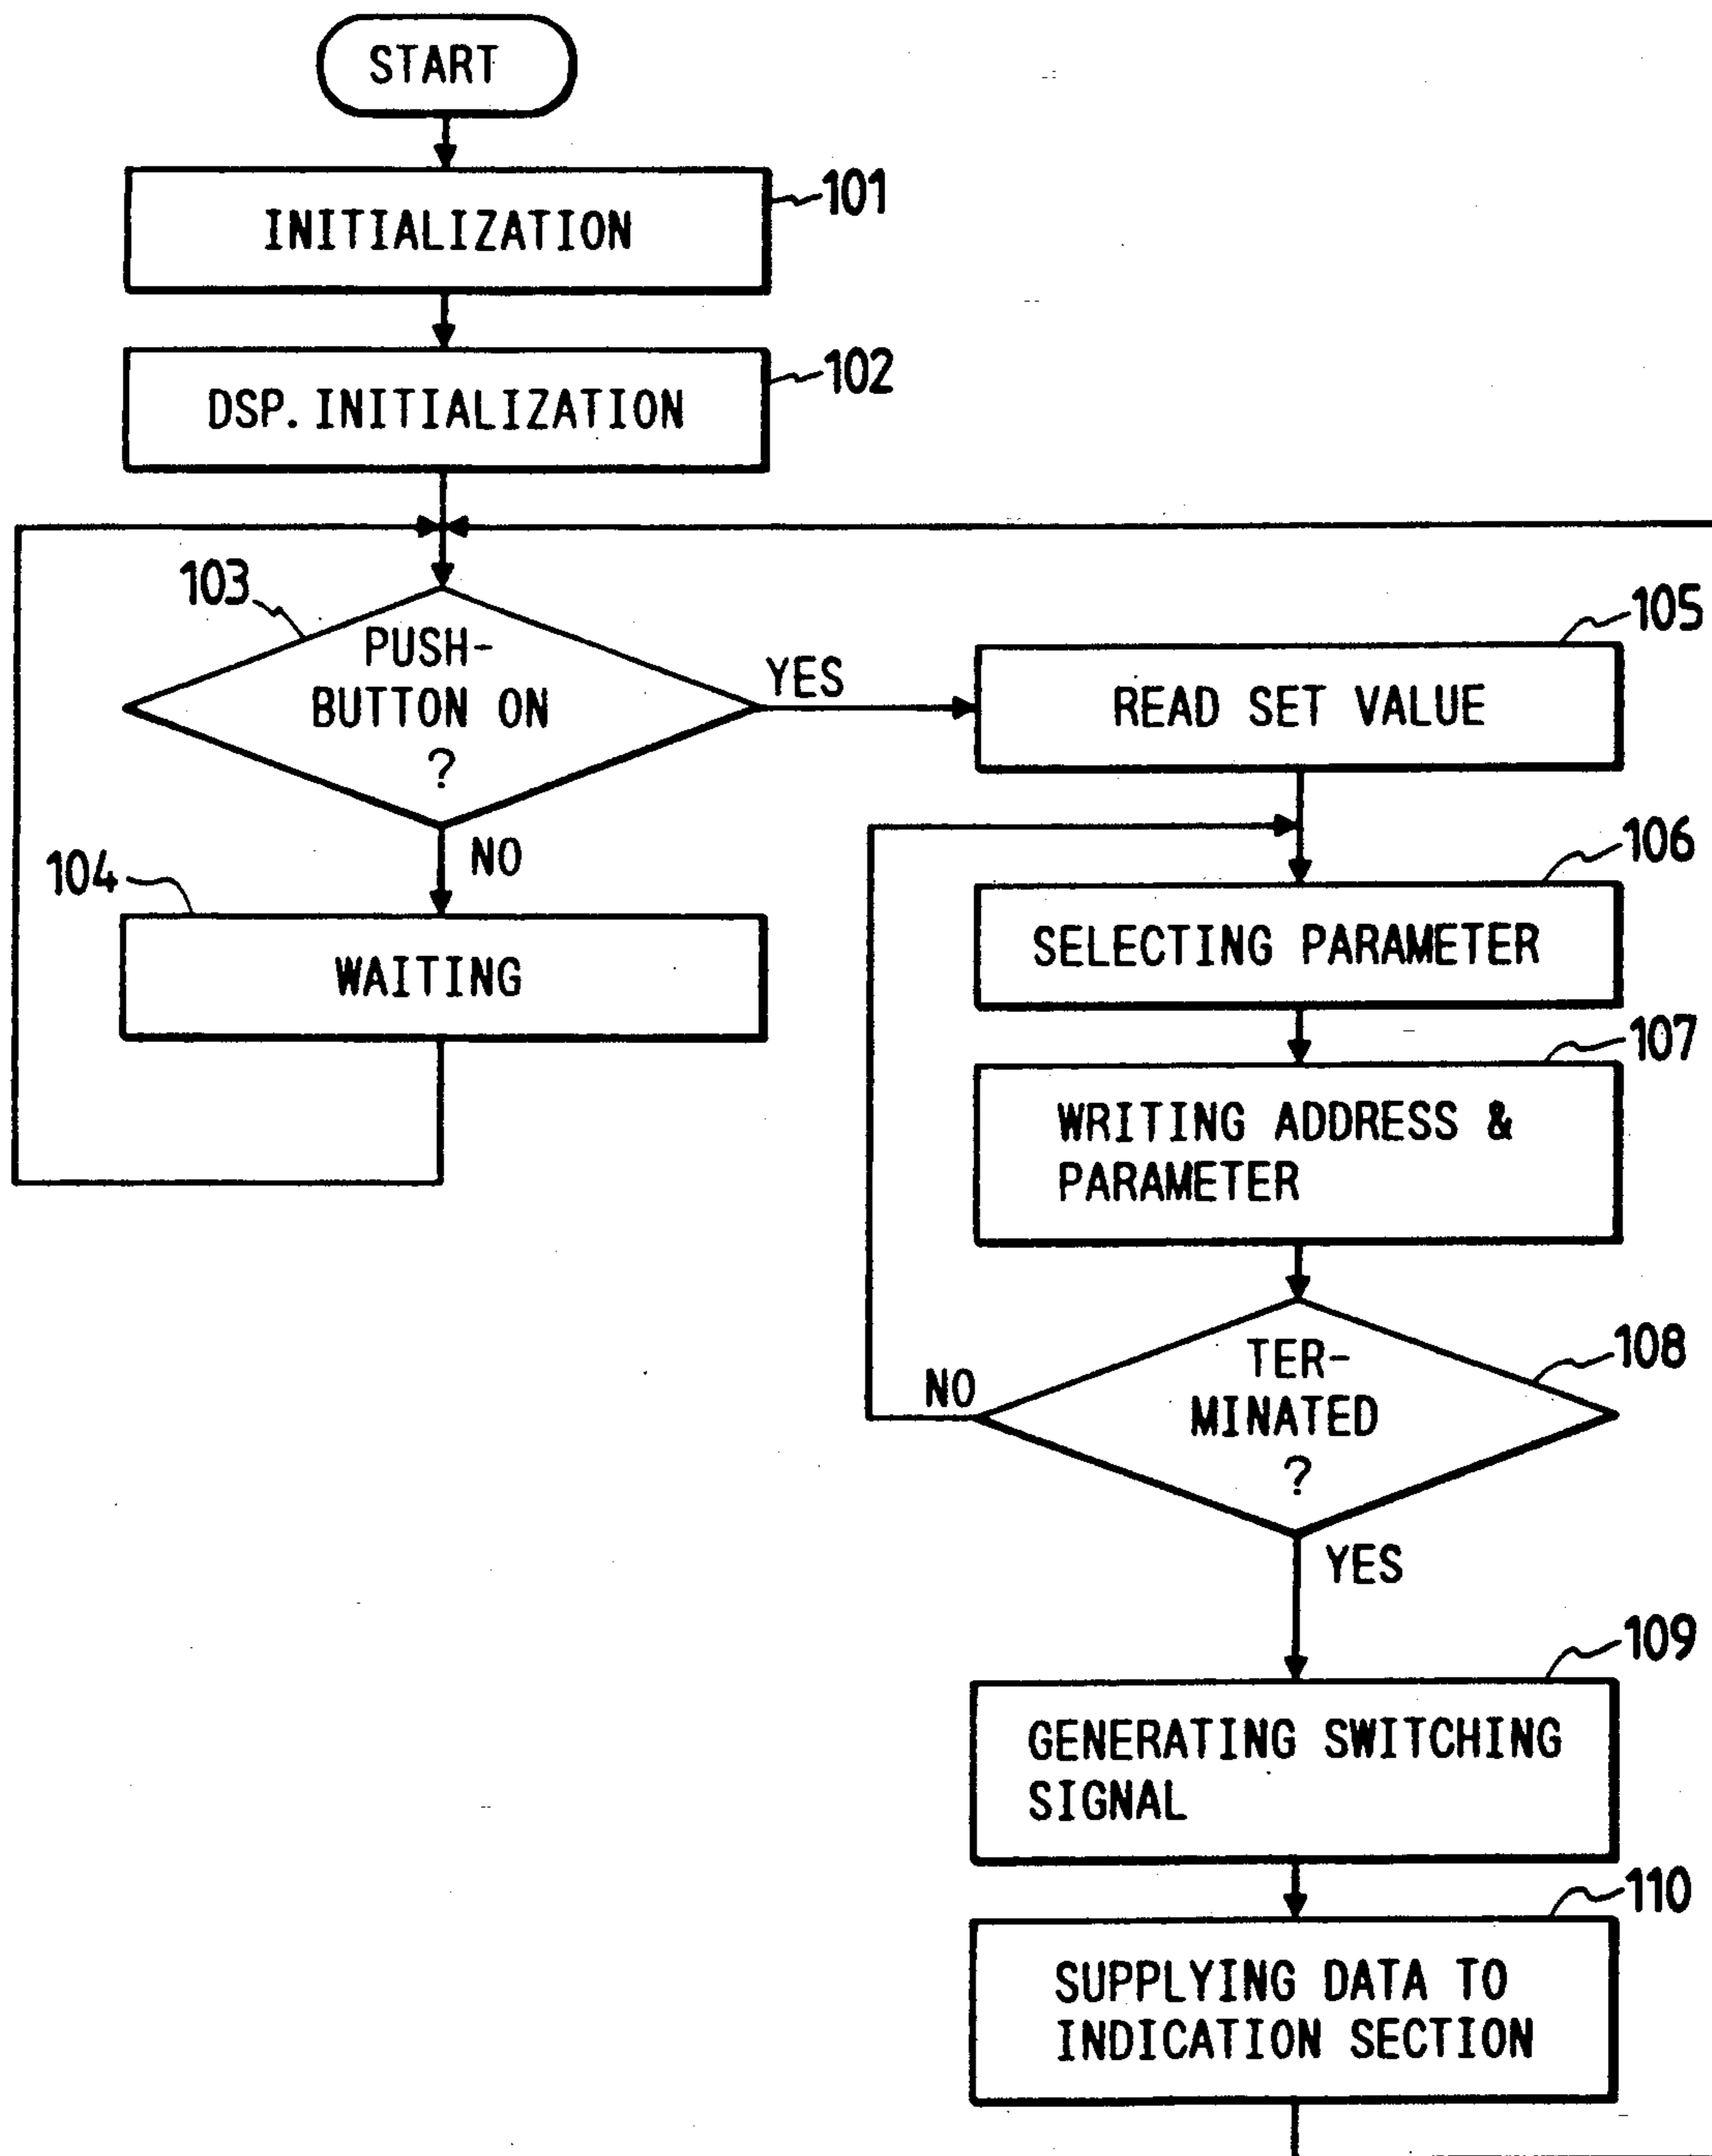 START
101
INITIALIZATION
102
DSP. INITIALIZATION
103
PUSH-
BUTTON ON
?
YES
NO
104
WAITING
105
READ SET VALUE
106
SELECTING PARAMETER
107
WRITING ADDRESS &
PARAMETER
108
TER-
MINATED
?
NO
YES
109
GENERATING SWITCHING
SIGNAL
110
SUPPLYING DATA TO
INDICATION SECTION